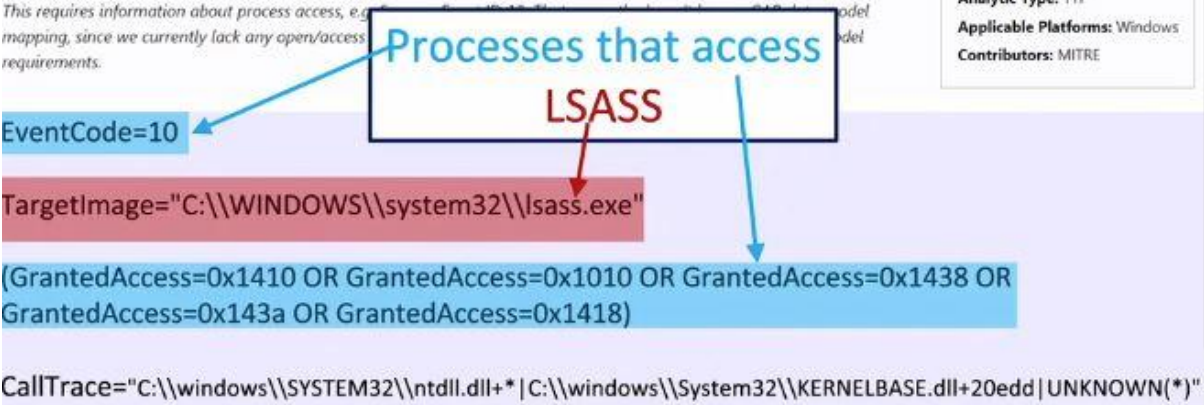 This requires information about process access, e.g.
mapping, since we currently lack any open/access
requirements.
Processes that access
LSASS
Applicable Platforms: Windows
Contributors: MITRE
EventCode=10
TargetImage="C:\\WINDOWS\\system32\\lsass.exe"
(GrantedAccess=0x1410 OR GrantedAccess=0x1010 OR GrantedAccess=0x1438 OR
GrantedAccess=0x143a OR GrantedAccess=0x1418)
CallTrace="C:\\windows\\SYSTEM32\\ntdll.dll+*|C:\\windows\\System32\\KERNELBASE.dll+20edd|UNKNOWN(*)"